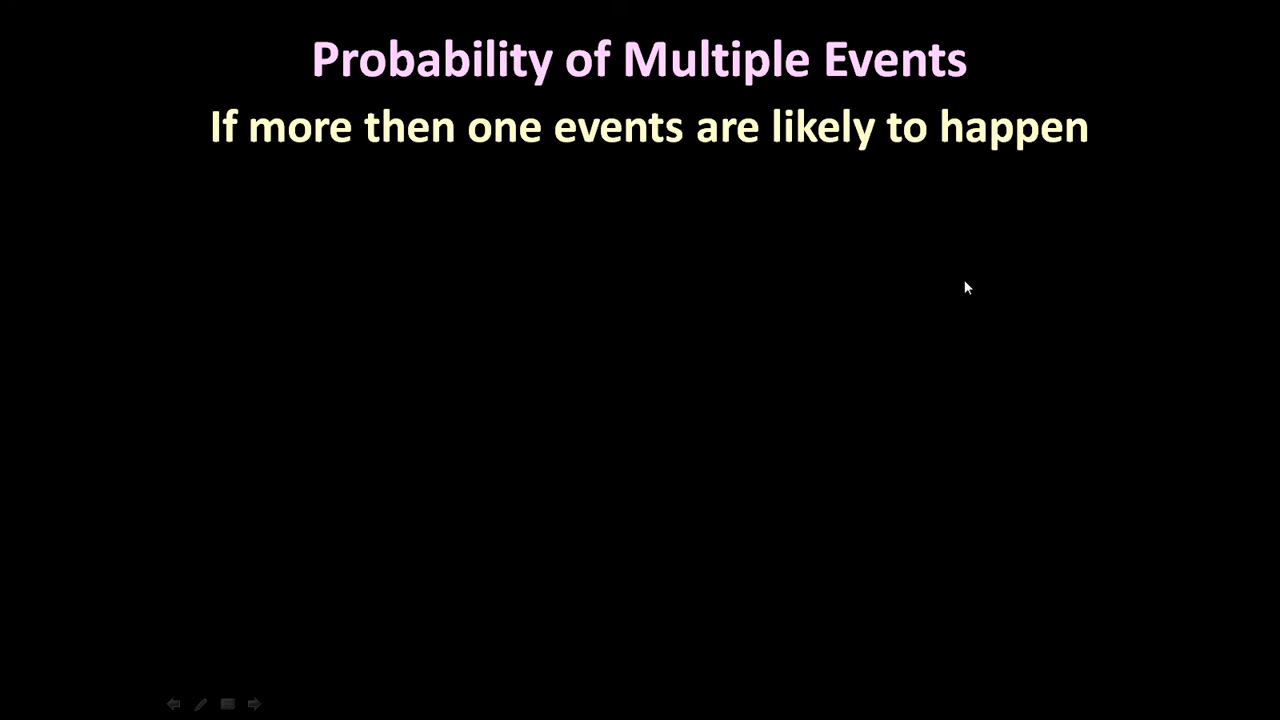 Probability of Multiple Events
If more then one events are likely to happen